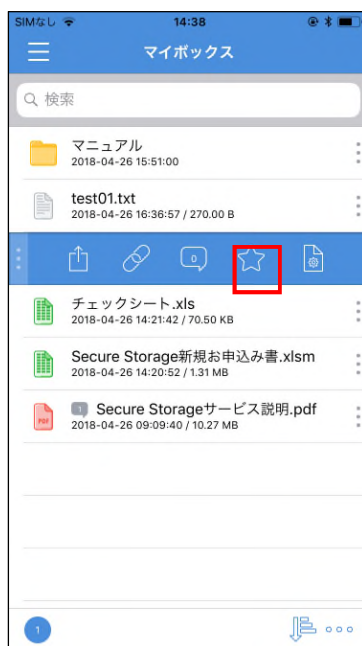 SIMなし 14:38
マイボックス
検索
マニュアル
2018-04-26 15:51:00
test01.txt
2018-04-26 16:36:57 / 270.00 B
0
チェックシート.xls
2018-04-26 14:21:42 / 70.50 KB
Secure Storage新規お申込み書.xlsm
2018-04-26 14:20:52 / 1.31 MB
1 Secure Storageサービス説明.pdf
PDF
2018-04-26 09:09:40 / 10.27 MB
1